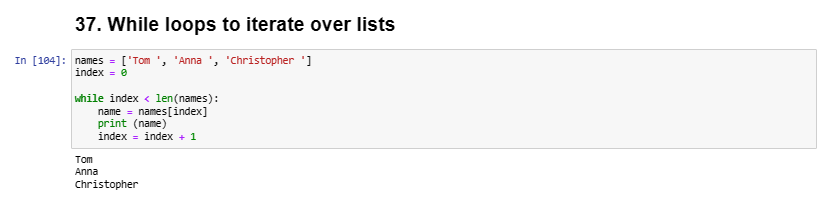 37. While loops to iterate over lists
In [104]: names = ['Tom ', 'Anna ', 'Christopher ']
index = 0
while index < len(names):
    name = names[index]
    print (name)
    index = index + 1
Tom
Anna
Christopher